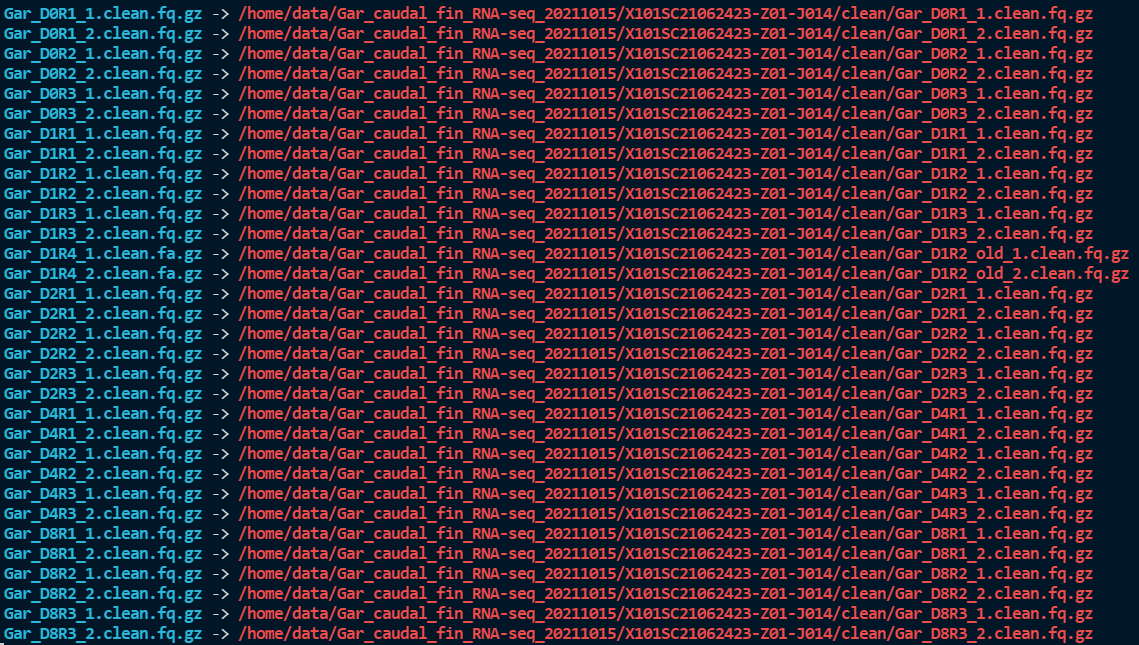 Gar_D0R1_1.clean.fq.gz -> /home/data/Gar_caudal_fin_RNA-seq_20211015/X101SC21062423-Z01-J014/clean/Gar_D0R1_1.clean.fq.gz
Gar_D0R1_2.clean.fq.gz -> /home/data/Gar_caudal_fin_RNA-seq_20211015/X101SC21062423-Z01-J014/clean/Gar_D0R1_2.clean.fq.gz
Gar_D0R2_1.clean.fq.gz -> /home/data/Gar_caudal_fin_RNA-seq_20211015/X101SC21062423-Z01-J014/clean/Gar_D0R2_1.clean.fq.gz
Gar_D0R2_2.clean.fq.gz -> /home/data/Gar_caudal_fin_RNA-seq_20211015/X101SC21062423-Z01-J014/clean/Gar_D0R2_2.clean.fq.gz
Gar_D0R3_1.clean.fq.gz -> /home/data/Gar_caudal_fin_RNA-seq_20211015/X101SC21062423-Z01-J014/clean/Gar_D0R3_1.clean.fq.gz
Gar_D0R3_2.clean.fq.gz -> /home/data/Gar_caudal_fin_RNA-seq_20211015/X101SC21062423-Z01-J014/clean/Gar_D0R3_2.clean.fq.gz
Gar_D1R1_1.clean.fq.gz -> /home/data/Gar_caudal_fin_RNA-seq_20211015/X101SC21062423-Z01-J014/clean/Gar_D1R1_1.clean.fq.gz
Gar_D1R1_2.clean.fq.gz -> /home/data/Gar_caudal_fin_RNA-seq_20211015/X101SC21062423-Z01-J014/clean/Gar_D1R1_2.clean.fq.gz
Gar_D1R2_1.clean.fq.gz -> /home/data/Gar_caudal_fin_RNA-seq_20211015/X101SC21062423-Z01-J014/clean/Gar_D1R2_1.clean.fq.gz
Gar_D1R2_2.clean.fq.gz -> /home/data/Gar_caudal_fin_RNA-seq_20211015/X101SC21062423-Z01-J014/clean/Gar_D1R2_2.clean.fq.gz
Gar_D1R3_1.clean.fq.gz -> /home/data/Gar_caudal_fin_RNA-seq_20211015/X101SC21062423-Z01-J014/clean/Gar_D1R3_1.clean.fq.gz
Gar_D1R3_2.clean.fq.gz -> /home/data/Gar_caudal_fin_RNA-seq_20211015/X101SC21062423-Z01-J014/clean/Gar_D1R3_2.clean.fq.gz
Gar_D1R4_1.clean.fa.gz -> /home/data/Gar_caudal_fin_RNA-seq_20211015/X101SC21062423-Z01-J014/clean/Gar_D1R2_old_1.clean.fq.gz
Gar_D1R4_2.clean.fa.gz -> /home/data/Gar_caudal_fin_RNA-seq_20211015/X101SC21062423-Z01-J014/clean/Gar_D1R2_old_2.clean.fq.gz
Gar_D2R1_1.clean.fq.gz -> /home/data/Gar_caudal_fin_RNA-seq_20211015/X101SC21062423-Z01-J014/clean/Gar_D2R1_1.clean.fq.gz
Gar_D2R1_2.clean.fq.gz -> /home/data/Gar_caudal_fin_RNA-seq_20211015/X101SC21062423-Z01-J014/clean/Gar_D2R1_2.clean.fq.gz
Gar_D2R2_1.clean.fq.gz -> /home/data/Gar_caudal_fin_RNA-seq_20211015/X101SC21062423-Z01-J014/clean/Gar_D2R2_1.clean.fq.gz
Gar_D2R2_2.clean.fq.gz -> /home/data/Gar_caudal_fin_RNA-seq_20211015/X101SC21062423-Z01-J014/clean/Gar_D2R2_2.clean.fq.gz
Gar_D2R3_1.clean.fq.gz -> /home/data/Gar_caudal_fin_RNA-seq_20211015/X101SC21062423-Z01-J014/clean/Gar_D2R3_1.clean.fq.gz
Gar_D2R3_2.clean.fq.gz -> /home/data/Gar_caudal_fin_RNA-seq_20211015/X101SC21062423-Z01-J014/clean/Gar_D2R3_2.clean.fq.gz
Gar_D4R1_1.clean.fq.gz -> /home/data/Gar_caudal_fin_RNA-seq_20211015/X101SC21062423-Z01-J014/clean/Gar_D4R1_1.clean.fq.gz
Gar_D4R1_2.clean.fq.gz -> /home/data/Gar_caudal_fin_RNA-seq_20211015/X101SC21062423-Z01-J014/clean/Gar_D4R1_2.clean.fq.gz
Gar_D4R2_1.clean.fq.gz -> /home/data/Gar_caudal_fin_RNA-seq_20211015/X101SC21062423-Z01-J014/clean/Gar_D4R2_1.clean.fq.gz
Gar_D4R2_2.clean.fq.gz -> /home/data/Gar_caudal_fin_RNA-seq_20211015/X101SC21062423-Z01-J014/clean/Gar_D4R2_2.clean.fq.gz
Gar_D4R3_1.clean.fq.gz -> /home/data/Gar_caudal_fin_RNA-seq_20211015/X101SC21062423-Z01-J014/clean/Gar_D4R3_1.clean.fq.gz
Gar_D4R3_2.clean.fq.gz -> /home/data/Gar_caudal_fin_RNA-seq_20211015/X101SC21062423-Z01-J014/clean/Gar_D4R3_2.clean.fq.gz
Gar_D8R1_1.clean.fq.gz -> /home/data/Gar_caudal_fin_RNA-seq_20211015/X101SC21062423-Z01-J014/clean/Gar_D8R1_1.clean.fq.gz
Gar_D8R1_2.clean.fq.gz -> /home/data/Gar_caudal_fin_RNA-seq_20211015/X101SC21062423-Z01-J014/clean/Gar_D8R1_2.clean.fq.gz
Gar_D8R2_1.clean.fq.gz -> /home/data/Gar_caudal_fin_RNA-seq_20211015/X101SC21062423-Z01-J014/clean/Gar_D8R2_1.clean.fq.gz
Gar_D8R2_2.clean.fq.gz -> /home/data/Gar_caudal_fin_RNA-seq_20211015/X101SC21062423-Z01-J014/clean/Gar_D8R2_2.clean.fq.gz
Gar_D8R3_1.clean.fq.gz -> /home/data/Gar_caudal_fin_RNA-seq_20211015/X101SC21062423-Z01-J014/clean/Gar_D8R3_1.clean.fq.gz
Gar_D8R3_2.clean.fq.gz -> /home/data/Gar_caudal_fin_RNA-seq_20211015/X101SC21062423-Z01-J014/clean/Gar_D8R3_2.clean.fq.gz